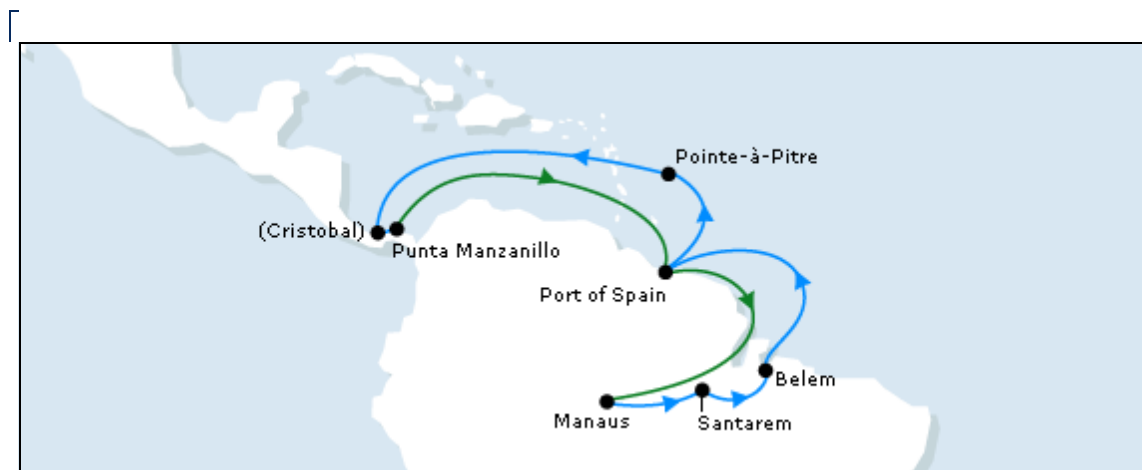 Pointe-à-Pitre
(Cristobal)
Punta Manzanillo
Port of Spain
Belem
Manaus
Santarem